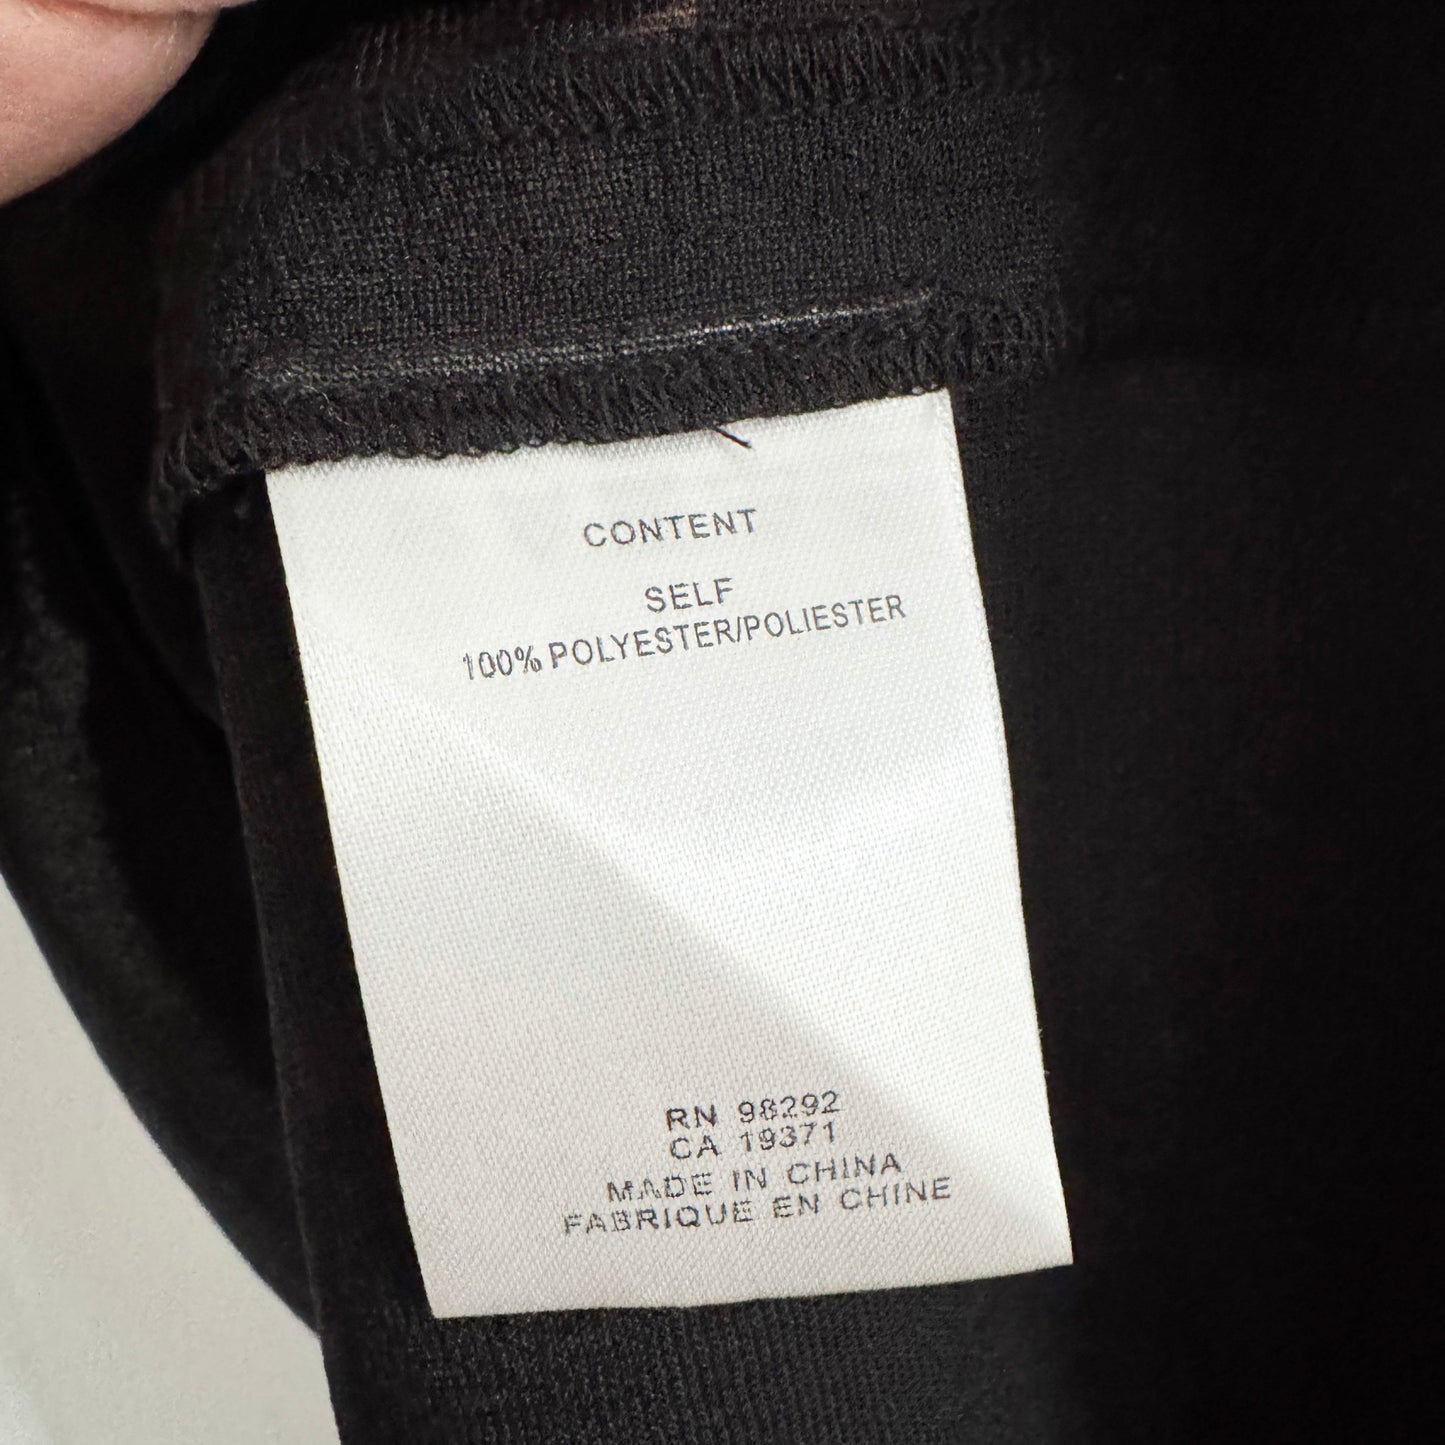 CONTENT
SELF
100% POLYESTER/POLIESTER
RN 98292
CA 19371
MADE IN CHINA
FABRIQUE EN CHINE